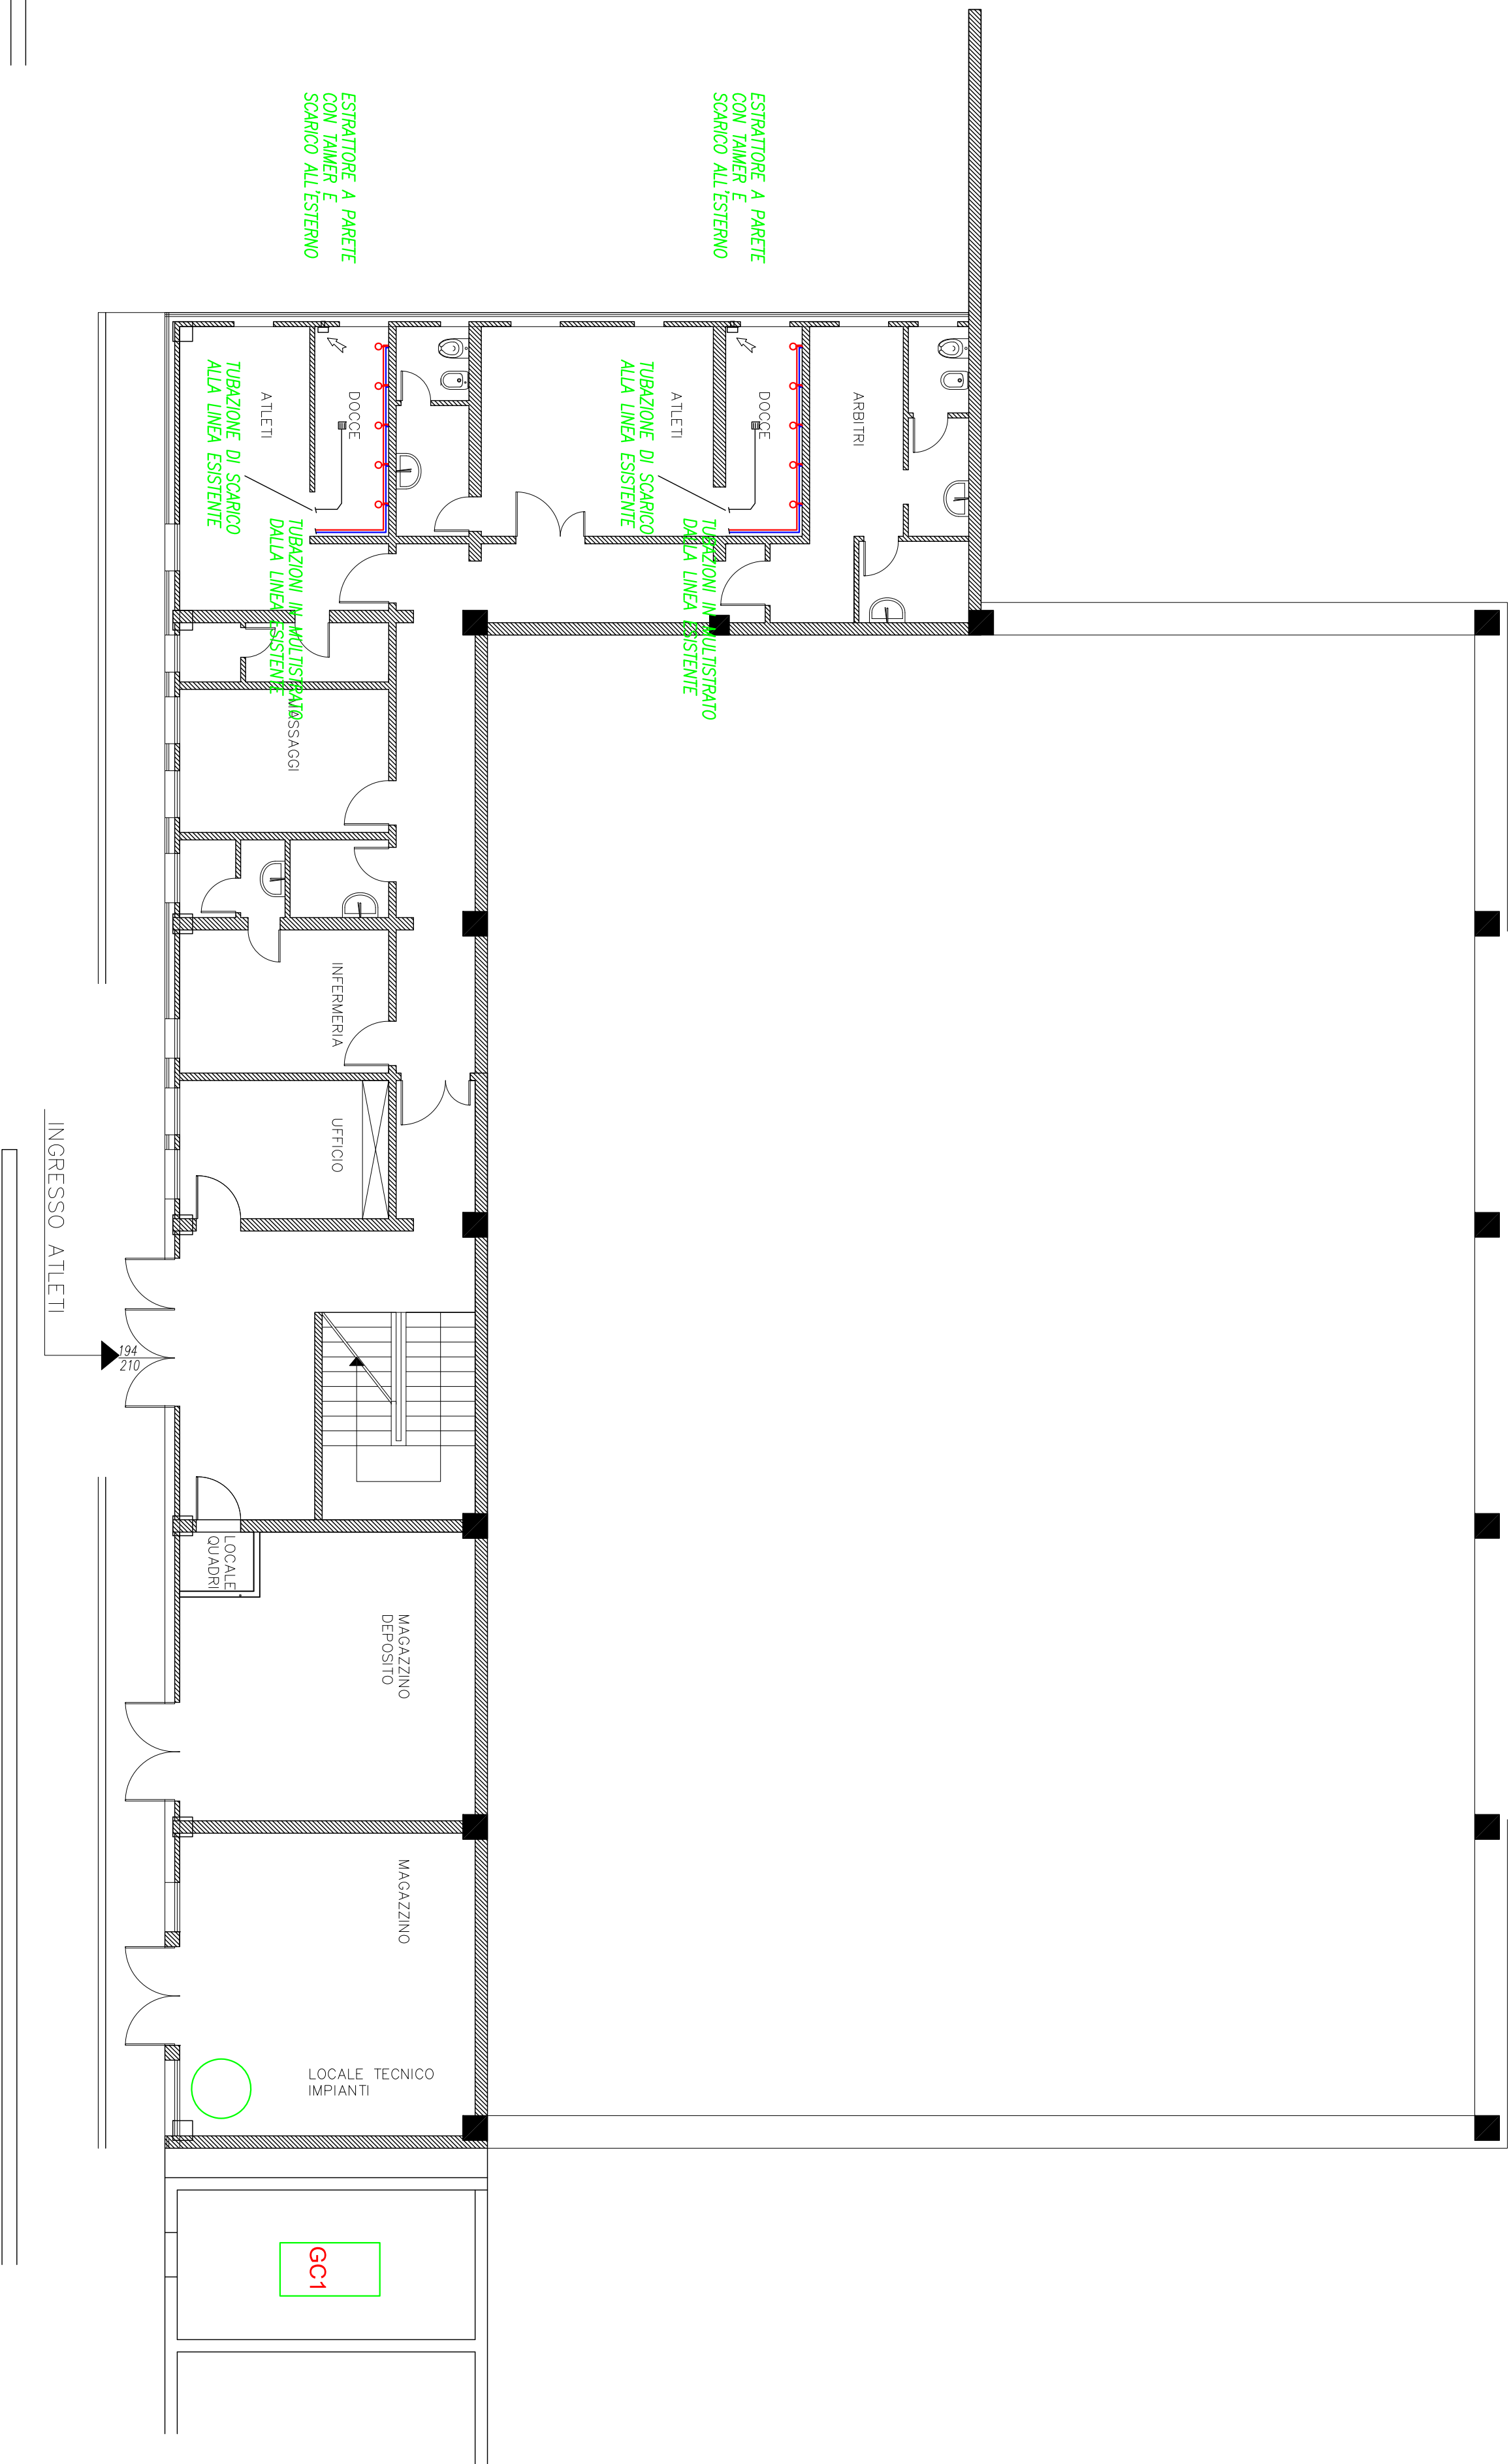 ESTRATTORE A PARETE
CON TAIMER E
SCARICO ALL'ESTERNO
ESTRATTORE A PARETE
CON TAIMER E
SCARICO ALL'ESTERNO
ARBITRI
DOCCE
ATLETI
TUBAZIONE DI SCARICO
ALLA LINEA ESISTENTE
TUBAZIONI IN MULTISTRATO
DALLA LINEA ESISTENTE
DOCCE
ATLETI
TUBAZIONE DI SCARICO
ALLA LINEA ESISTENTE
TUBAZIONI IN MULTISTRATO
DALLA LINEA ESISTENTE
MASSAGGI
INFERMERIA
UFFICIO
INGRESSO ATLETI
194
210
LOCALE
QUADRI
MAGAZZINO
DEPOSITO
MAGAZZINO
LOCALE TECNICO
IMPIANTI
GC1